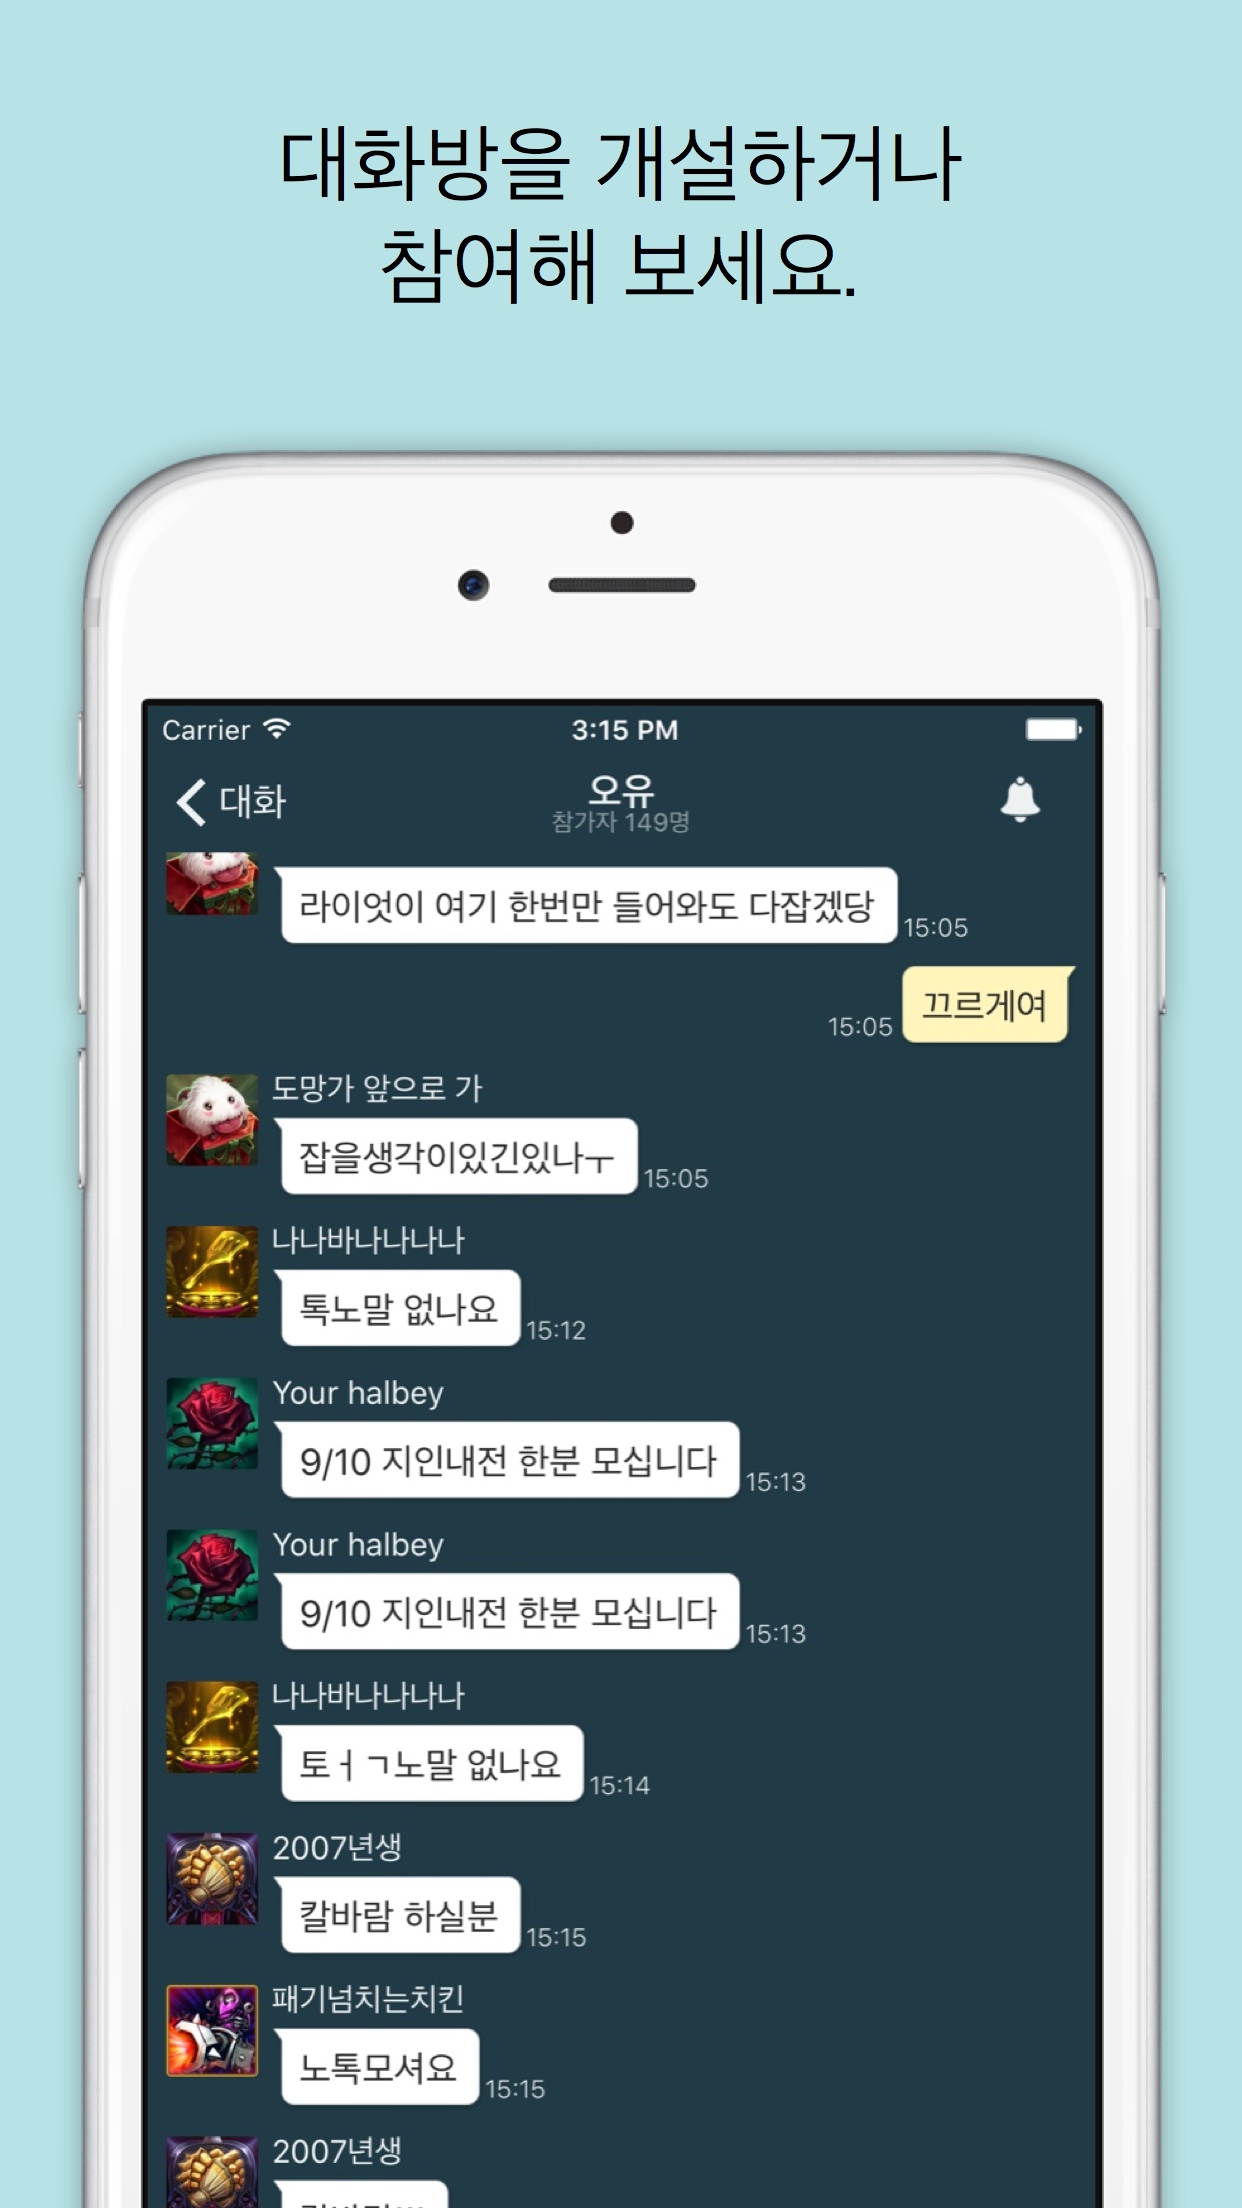 대화방을 개설하거나
참여해 보세요.
Carrier 3:15 PM
대화
오유
참가자 149명
라이엇이 여기 한번만 들어와도 다잡겠당
15:05
끄르게여
15:05
도망가 앞으로 가
잡을생각이있긴있나ㅜ
15:05
나나바나나나나
톡노말 없나요
15:12
Your halbey
9/10 지인내전 한분 모십니다
15:13
Your halbey
9/10 지인내전 한분 모십니다
15:13
나나바나나나나
토ㅓㄱ노말 없나요
15:14
2007년생
칼바람 하실분
15:15
패기넘치는치킨
노톡모셔요
15:15
2007년생